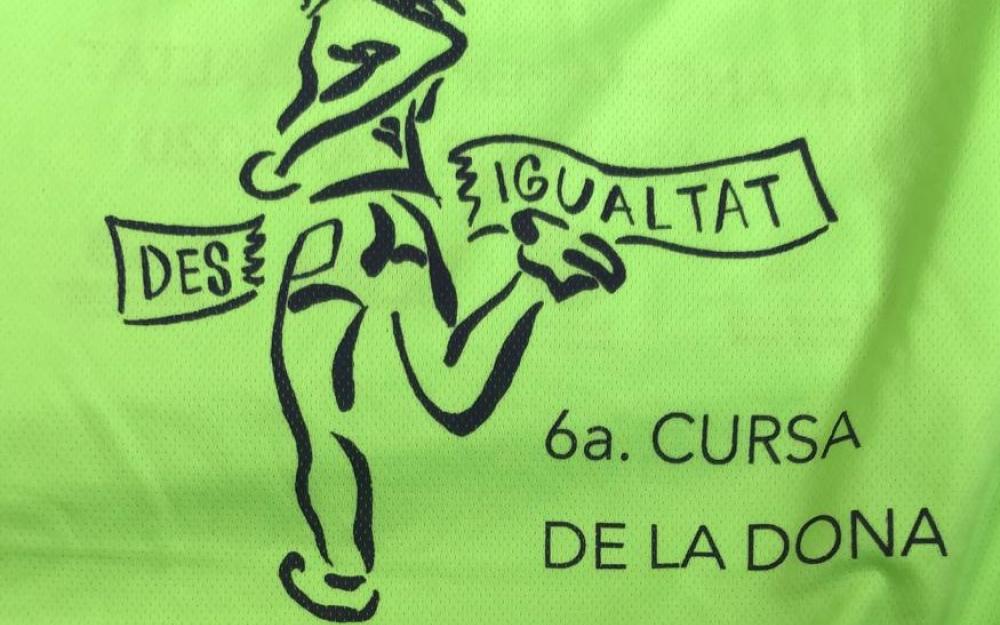 DES
IGUALTAT
6a. CURSA
DE LA DONA